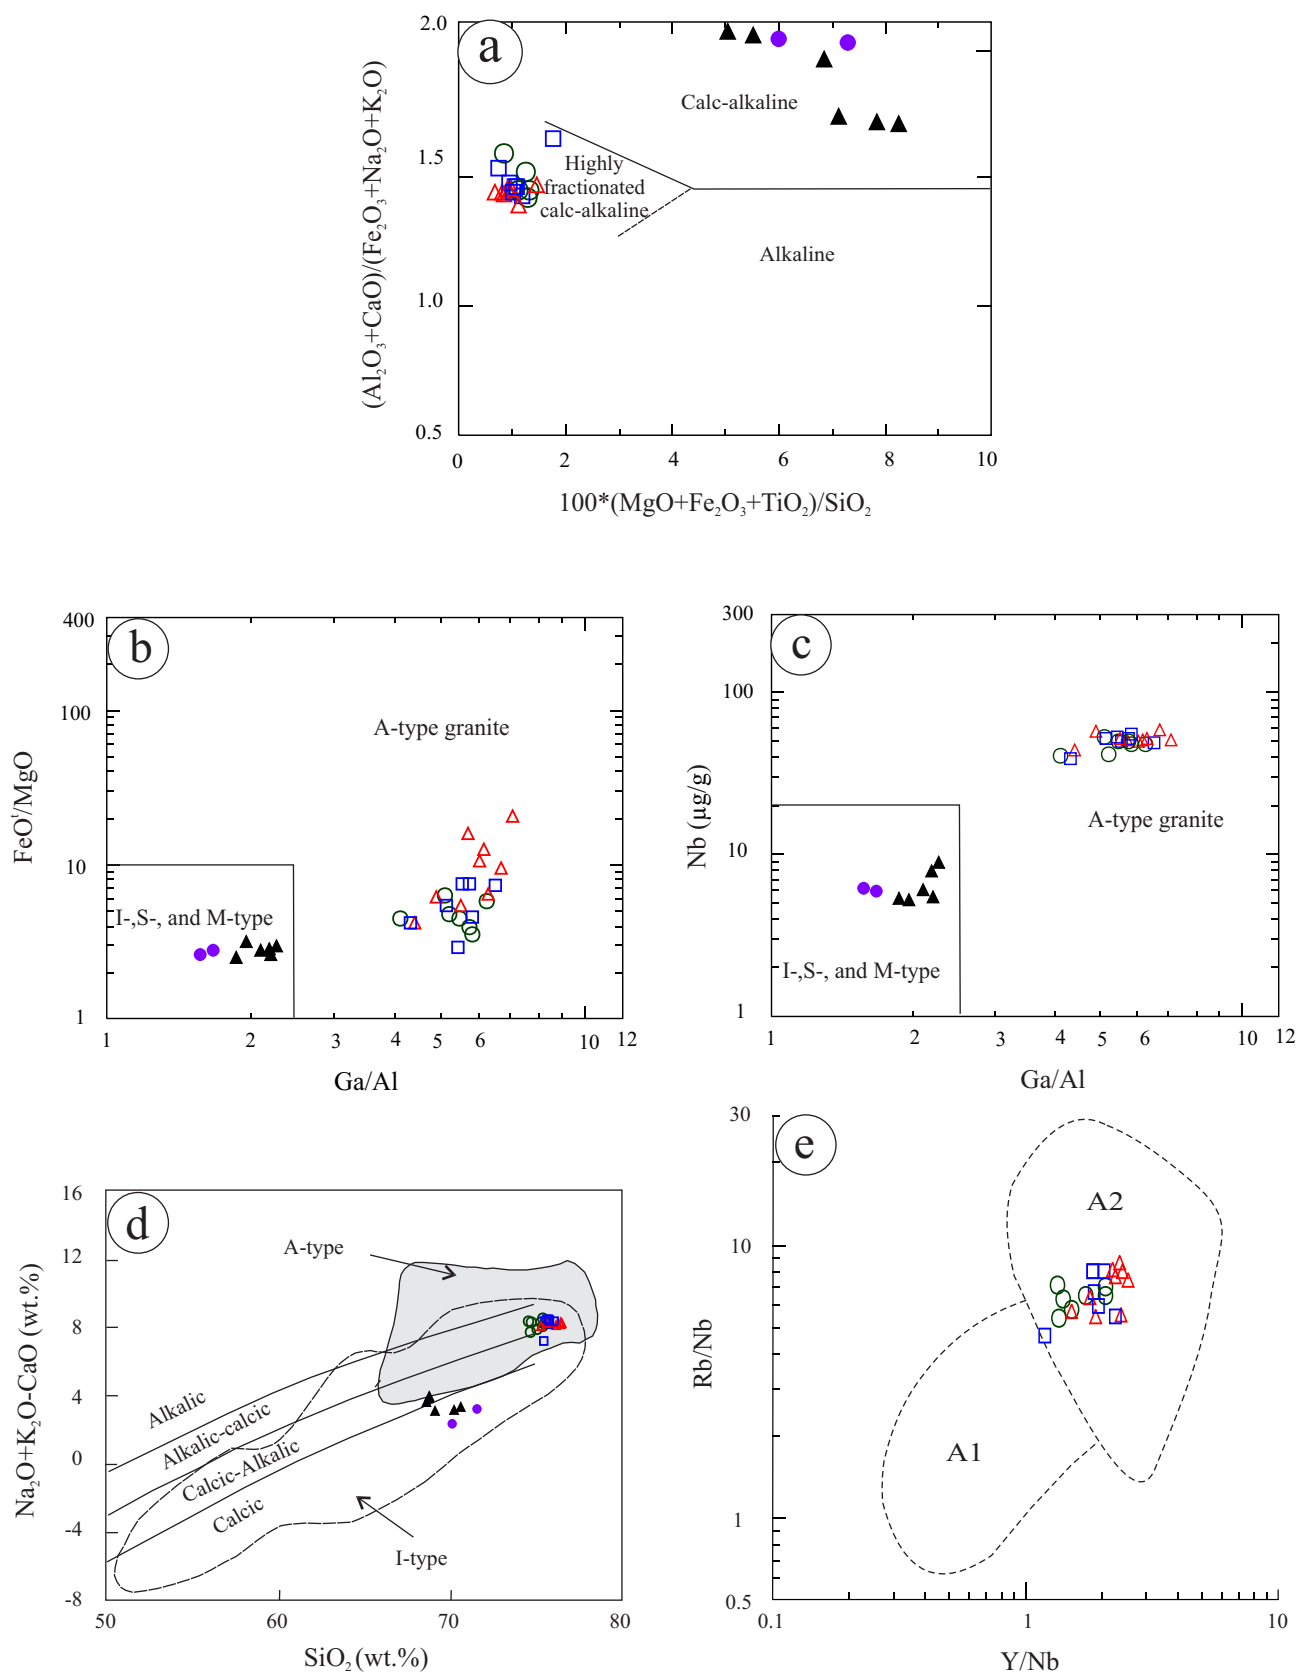 a
2.0
1.5
1.0
0.5
(Al₂O₃+CaO)/(Fe₂O₃+Na₂O+K₂O)
Calc-alkaline
Highly
fractionated
calc-alkaline
Alkaline
0 2 4 6 8 10
100*(MgO+Fe₂O₃+TiO₂)/SiO₂
b
400
100
10
1
FeOᵗ/MgO
A-type granite
I-,S-, and M-type
1 2 3 4 5 6 10 12
Ga/Al
c
300
100
10
1
Nb (µg/g)
A-type granite
I-,S-, and M-type
1 2 3 4 5 6 10 12
Ga/Al
d
16
12
8
4
0
-4
-8
Na₂O+K₂O-CaO (wt.%)
A-type
Alkalic
Alkalic-calcic
Calcic-Alkalic
Calcic
I-type
50 60 70 80
SiO₂ (wt.%)
e
30
10
1
0.5
Rb/Nb
A2
A1
0.1 1 10
Y/Nb